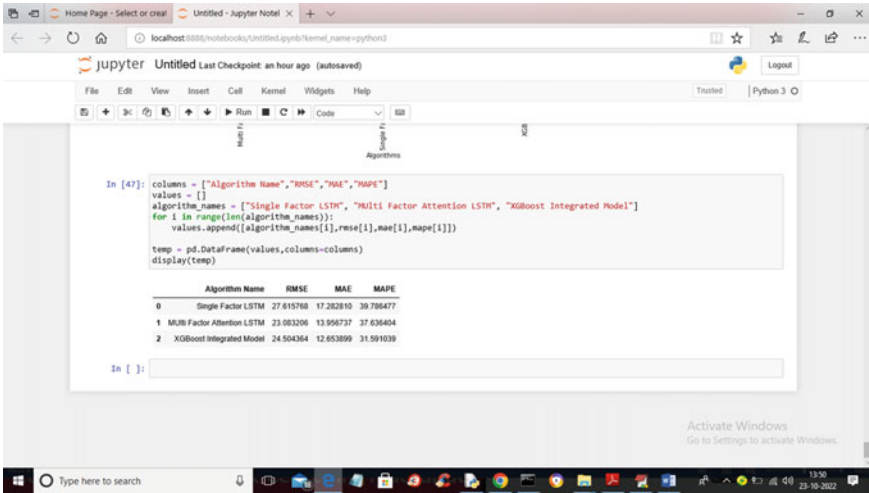 Home Page - Select or creat
Untitled - Jupyter Notel
localhost:8888/notebooks/Untitled.ipynb?kernel_name=python3
jupyter Untitled Last Checkpoint: an hour ago (autosaved)
Logout
File Edit View Insert Cell Kernel Widgets Help
Trusted
Python 3
Run
Code
Multi Fa
Single Fa
XGB
Algorithms
In [47]: columns = ["Algorithm Name","RMSE","MAE","MAPE"]
values = []
algorithm_names = ["Single Factor LSTM", "MUlti Factor Attention LSTM", "XGBoost Integrated Model"]
for i in range(len(algorithm_names)):
values.append([algorithm_names[i],rmse[i],mae[i],mape[i]])
temp = pd.DataFrame(values,columns=columns)
display(temp)
Algorithm Name RMSE MAE MAPE
0 Single Factor LSTM 27.615768 17.282810 39.786477
1 MUlti Factor Attention LSTM 23.083206 13.956737 37.636404
2 XGBoost Integrated Model 24.504364 12.653899 31.591039
In [ ]:
Activate Windows
Go to Settings to activate Windows.
Type here to search
13:50
23-10-2022